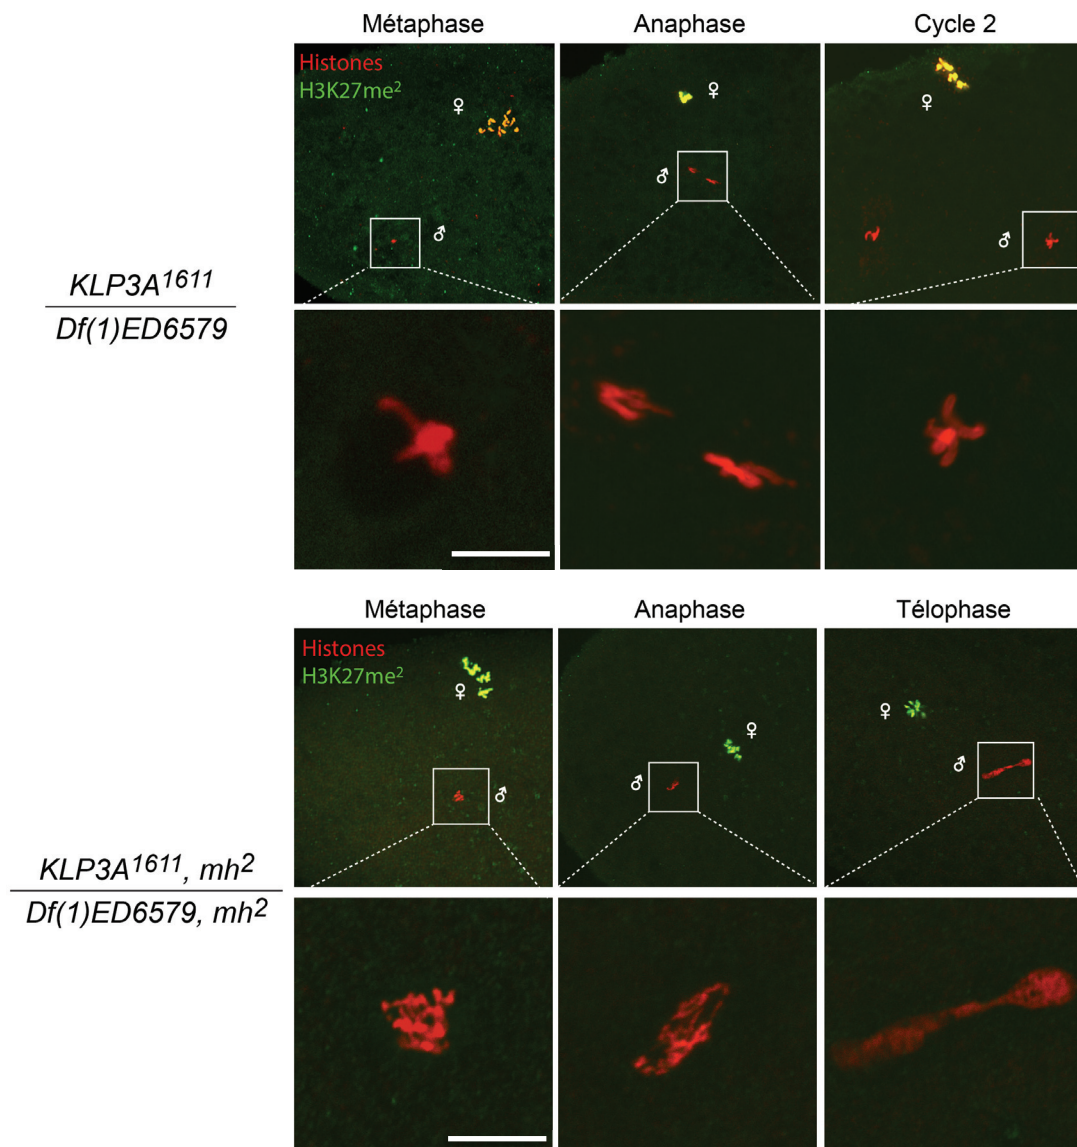 Métaphase Anaphase Cycle 2
Histones
H3K27me²
♀ ♀ ♀
♂ ♂ ♂
KLP3A¹⁶¹¹
Df(1)ED6579
Métaphase Anaphase Télophase
Histones
H3K27me²
♀ ♀ ♀
♂ ♂ ♂
KLP3A¹⁶¹¹, mh²
Df(1)ED6579, mh²